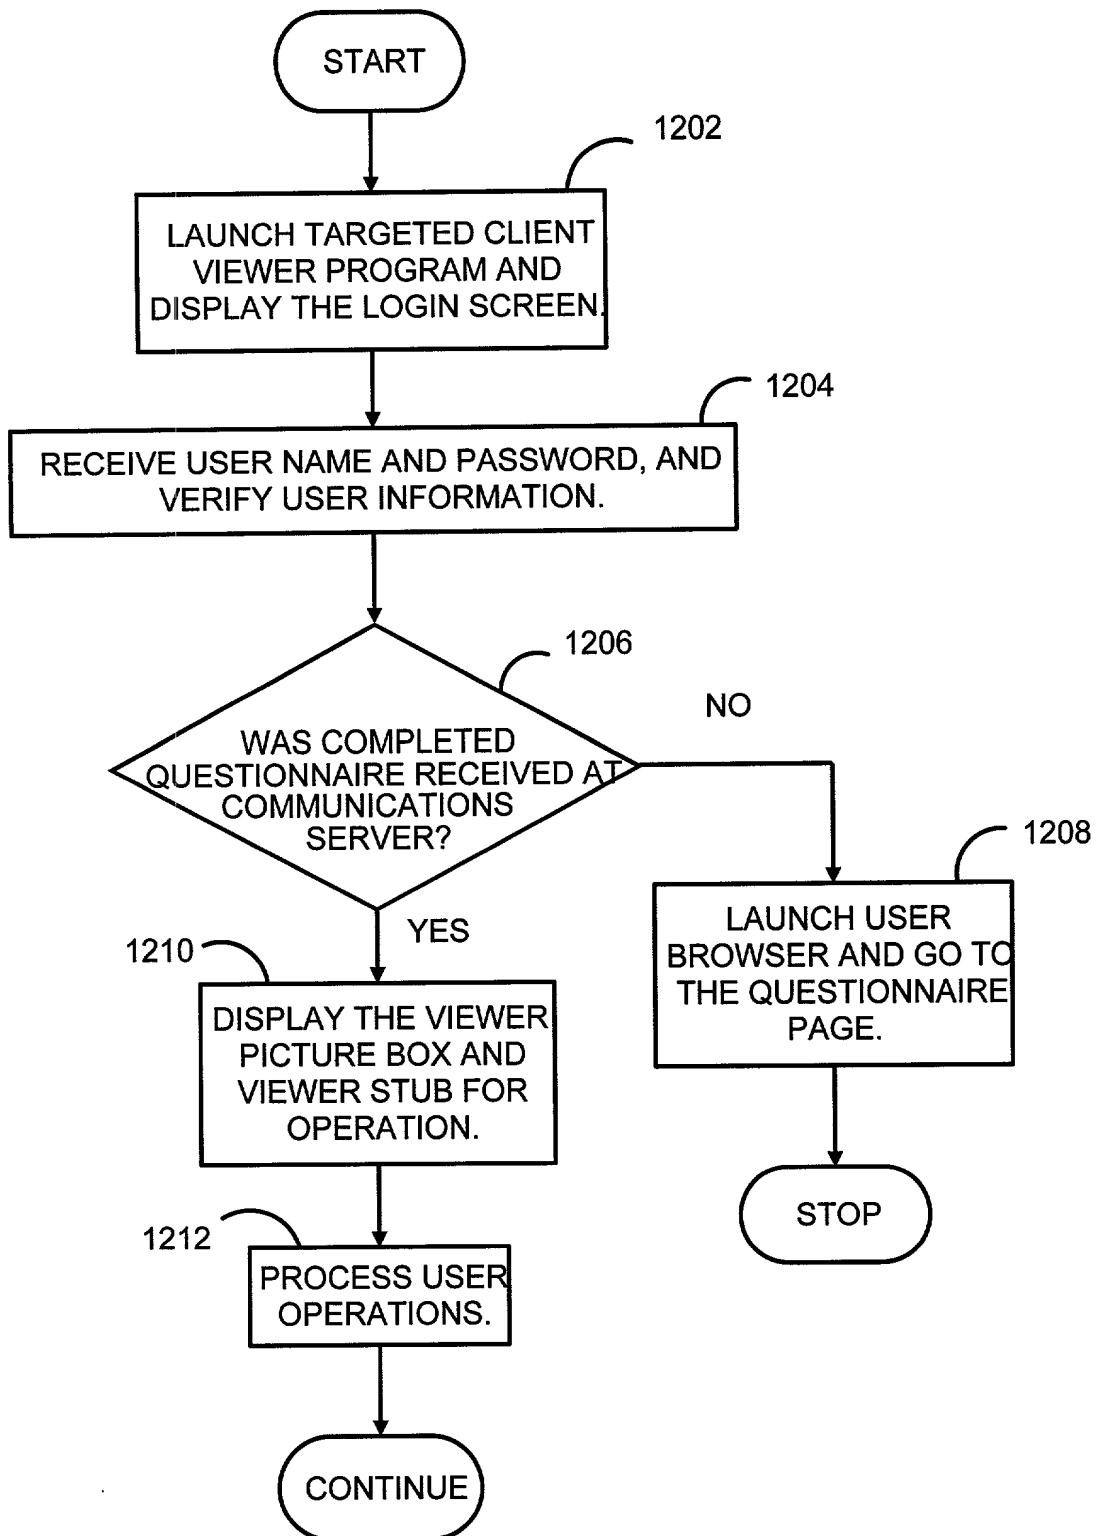 START
1202
LAUNCH TARGETED CLIENT
VIEWER PROGRAM AND
DISPLAY THE LOGIN SCREEN.
1204
RECEIVE USER NAME AND PASSWORD, AND
VERIFY USER INFORMATION.
1206
NO
WAS COMPLETED
QUESTIONNAIRE RECEIVED AT
COMMUNICATIONS
SERVER?
1208
LAUNCH USER
BROWSER AND GO TO
THE QUESTIONNAIRE
PAGE.
YES
1210
DISPLAY THE VIEWER
PICTURE BOX AND
VIEWER STUB FOR
OPERATION.
STOP
1212
PROCESS USER
OPERATIONS.
CONTINUE